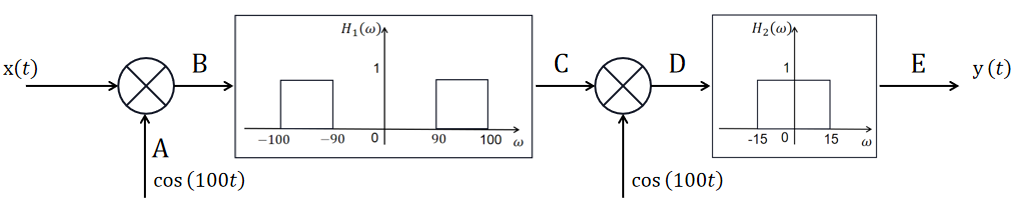 x(t)
A
cos (100t)
B
H₁(ω)
1
−100
−90
0
90
100
ω
C
cos (100t)
D
H₂(ω)
1
-15
0
15
ω
E
y (t)